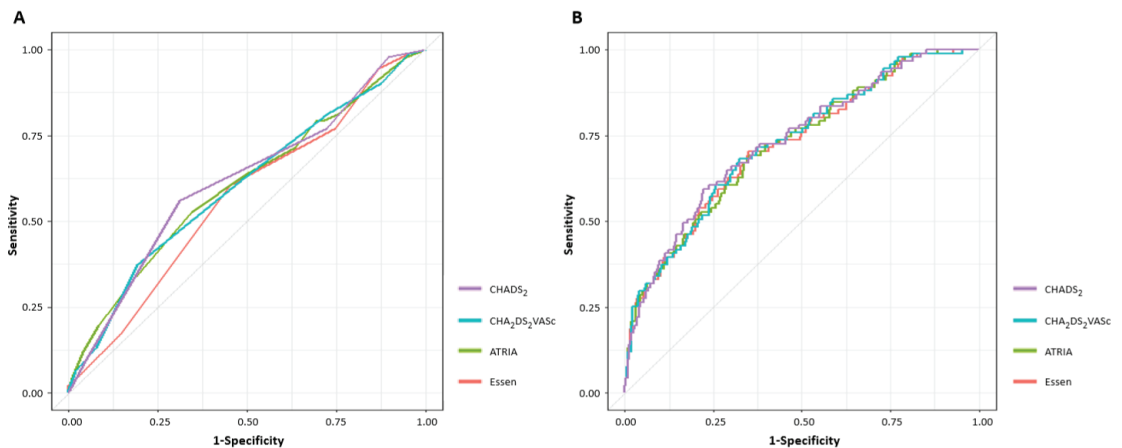 A
1.00
0.75
0.50
0.25
0.00
Sensitivity
0.00 0.25 0.50 0.75 1.00
1-Specificity
CHADS₂
CHA₂DS₂VASc
ATRIA
Essen
B
1.00
0.75
0.50
0.25
0.00
Sensitivity
0.00 0.25 0.50 0.75 1.00
1-Specificity
CHADS₂
CHA₂DS₂VASc
ATRIA
Essen